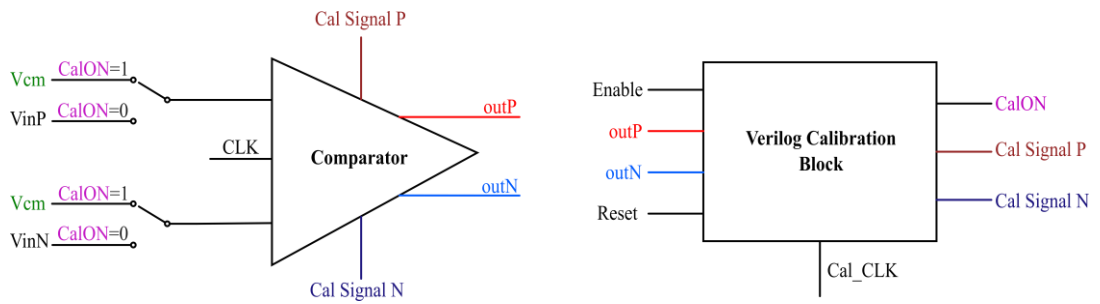 Cal Signal P
Vcm CalON=1
VinP CalON=0
CLK
Comparator
outP
outN
Vcm CalON=1
VinN CalON=0
Cal Signal N
Enable
outP
outN
Reset
Verilog Calibration
Block
CalON
Cal Signal P
Cal Signal N
Cal_CLK